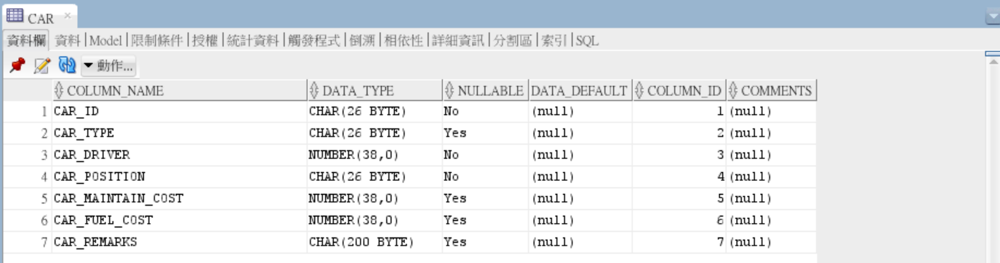 CAR ×
資料欄 資料 |Model |限制條件 |授權 |統計資料 |觸發程式 |倒溯 |相依性 |詳細資訊 |分割區 |索引 |SQL
動作...
COLUMN_NAME DATA_TYPE NULLABLE DATA_DEFAULT COLUMN_ID COMMENTS
1 CAR_ID CHAR(26 BYTE) No (null) 1 (null)
2 CAR_TYPE CHAR(26 BYTE) Yes (null) 2 (null)
3 CAR_DRIVER NUMBER(38,0) No (null) 3 (null)
4 CAR_POSITION CHAR(26 BYTE) No (null) 4 (null)
5 CAR_MAINTAIN_COST NUMBER(38,0) Yes (null) 5 (null)
6 CAR_FUEL_COST NUMBER(38,0) Yes (null) 6 (null)
7 CAR_REMARKS CHAR(200 BYTE) Yes (null) 7 (null)